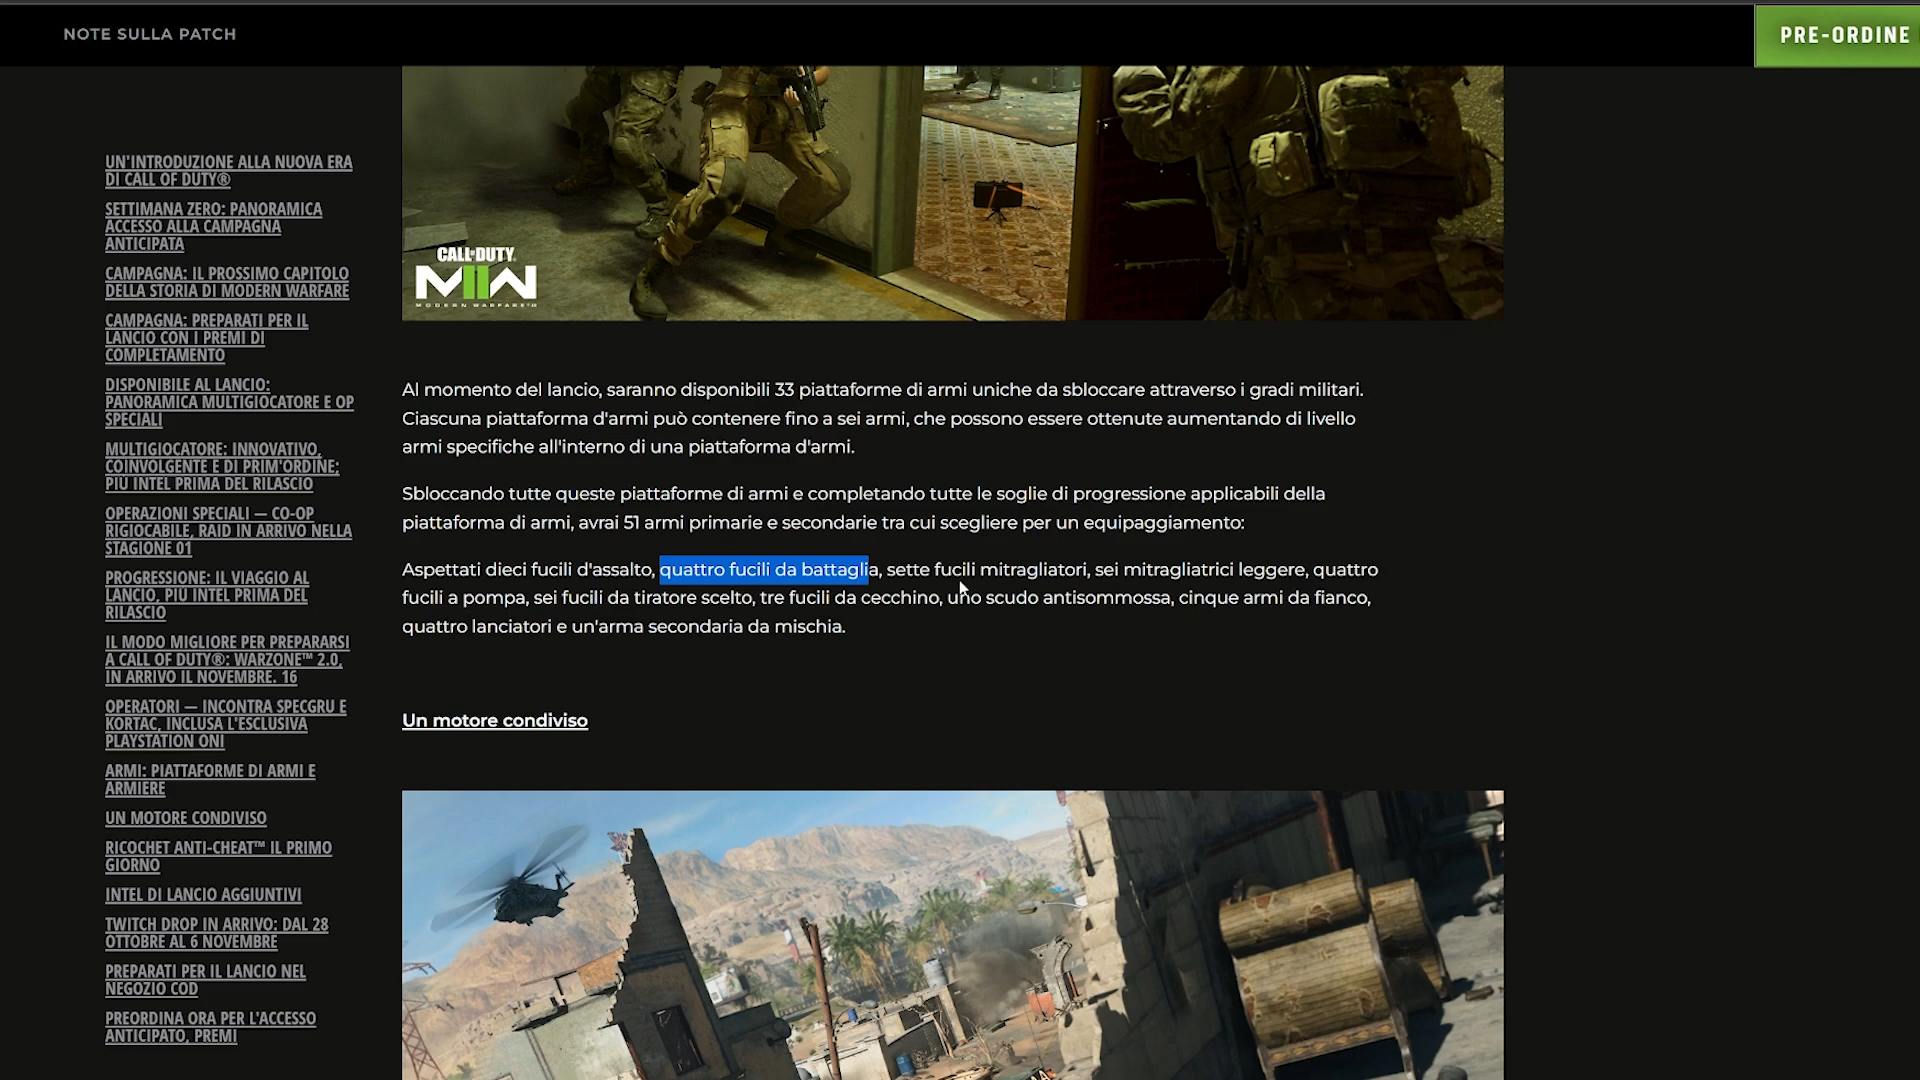 NOTE SULLA PATCH
PRE-ORDINE
UN'INTRODUZIONE ALLA NUOVA ERA
DI CALL OF DUTY®
SETTIMANA ZERO: PANORAMICA
ACCESSO ALLA CAMPAGNA
ANTICIPATA
CAMPAGNA: IL PROSSIMO CAPITOLO
DELLA STORIA DI MODERN WARFARE
CAMPAGNA: PREPARATI PER IL
LANCIO CON I PREMI DI
COMPLETAMENTO
DISPONIBILE AL LANCIO:
PANORAMICA MULTIGIOCATORE E OP
SPECIALI
MULTIGIOCATORE: INNOVATIVO,
COINVOLGENTE E DI PRIM'ORDINE;
PIÙ INTEL PRIMA DEL RILASCIO
OPERAZIONI SPECIALI — CO-OP
RIGIOCABILE, RAID IN ARRIVO NELLA
STAGIONE 01
PROGRESSIONE: IL VIAGGIO AL
LANCIO, PIÙ INTEL PRIMA DEL
RILASCIO
IL MODO MIGLIORE PER PREPARARSI
A CALL OF DUTY®: WARZONE™ 2.0,
IN ARRIVO IL NOVEMBRE. 16
OPERATORI — INCONTRA SPECGRU E
KORTAC, INCLUSA L'ESCLUSIVA
PLAYSTATION ONI
ARMI: PIATTAFORME DI ARMI E
ARMIERE
UN MOTORE CONDIVISO
RICOCHET ANTI-CHEAT™ IL PRIMO
GIORNO
INTEL DI LANCIO AGGIUNTIVI
TWITCH DROP IN ARRIVO: DAL 28
OTTOBRE AL 6 NOVEMBRE
PREPARATI PER IL LANCIO NEL
NEGOZIO COD
PREORDINA ORA PER L'ACCESSO
ANTICIPATO, PREMI
CALL OF DUTY®
MWII
MODERN WARFARE II
Al momento del lancio, saranno disponibili 33 piattaforme di armi uniche da sbloccare attraverso i gradi militari.
Ciascuna piattaforma d'armi può contenere fino a sei armi, che possono essere ottenute aumentando di livello
armi specifiche all'interno di una piattaforma d'armi.
Sbloccando tutte queste piattaforme di armi e completando tutte le soglie di progressione applicabili della
piattaforma di armi, avrai 51 armi primarie e secondarie tra cui scegliere per un equipaggiamento:
Aspettati dieci fucili d'assalto, quattro fucili da battaglia, sette fucili mitragliatori, sei mitragliatrici leggere, quattro
fucili a pompa, sei fucili da tiratore scelto, tre fucili da cecchino, uno scudo antisommossa, cinque armi da fianco,
quattro lanciatori e un'arma secondaria da mischia.
Un motore condiviso